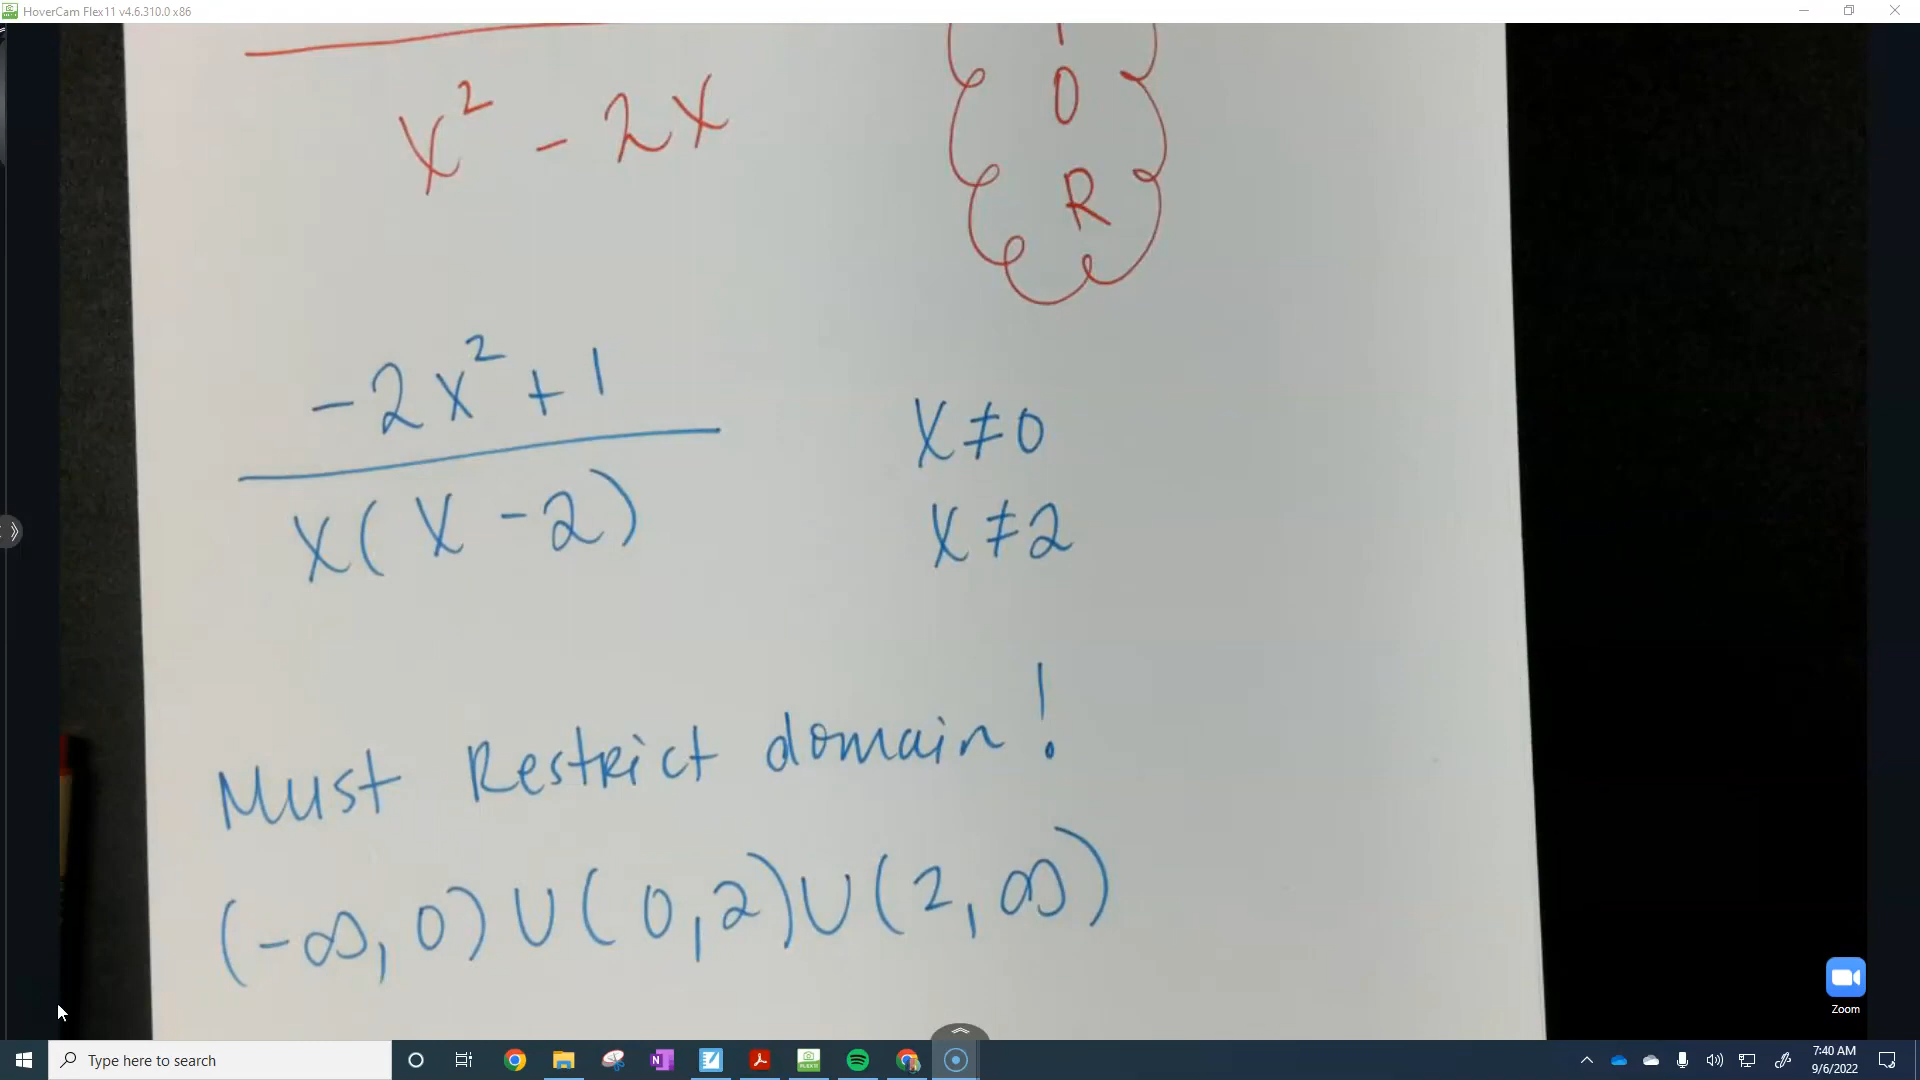 HoverCam Flex11 v4.6.310.0 x86
x² - 2x
O
R
-2x² + 1
x(x - 2)
x ≠ 0
x ≠ 2
Must Restrict domain!
(-∞, 0) ∪ (0, 2) ∪ (2, ∞)
Zoom
Type here to search
7:40 AM
9/6/2022